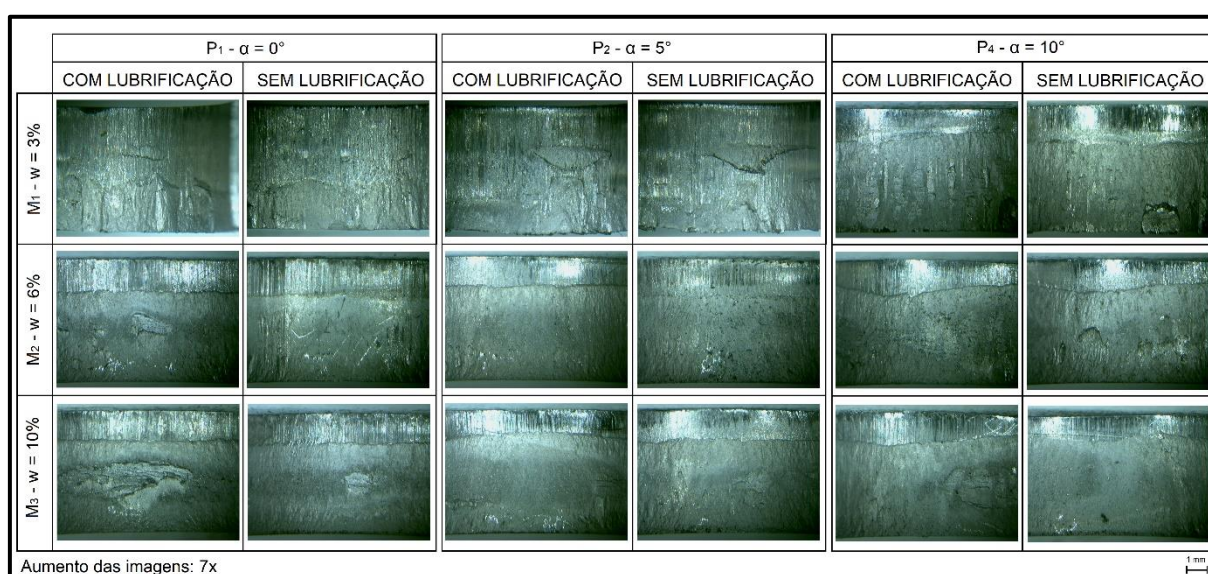 P₁ - α = 0°
P₂ - α = 5°
P₄ - α = 10°
COM LUBRIFICAÇÃO
SEM LUBRIFICAÇÃO
COM LUBRIFICAÇÃO
SEM LUBRIFICAÇÃO
COM LUBRIFICAÇÃO
SEM LUBRIFICAÇÃO
M₁ - w = 3%
M₂ - w = 6%
M₃ - w = 10%
Aumento das imagens: 7x
1 mm